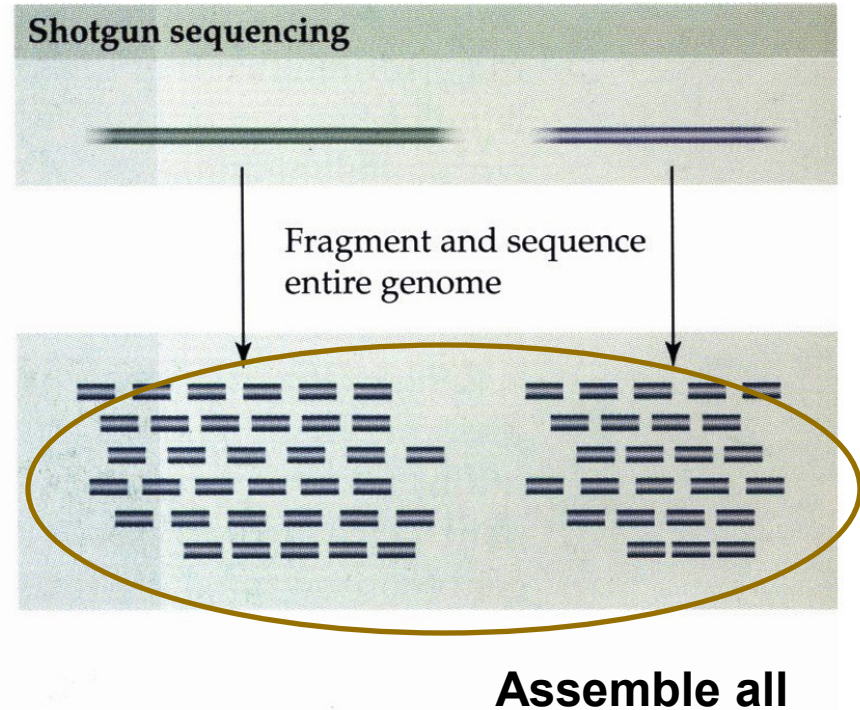 Shotgun sequencing
Fragment and sequence
entire genome
Assemble all